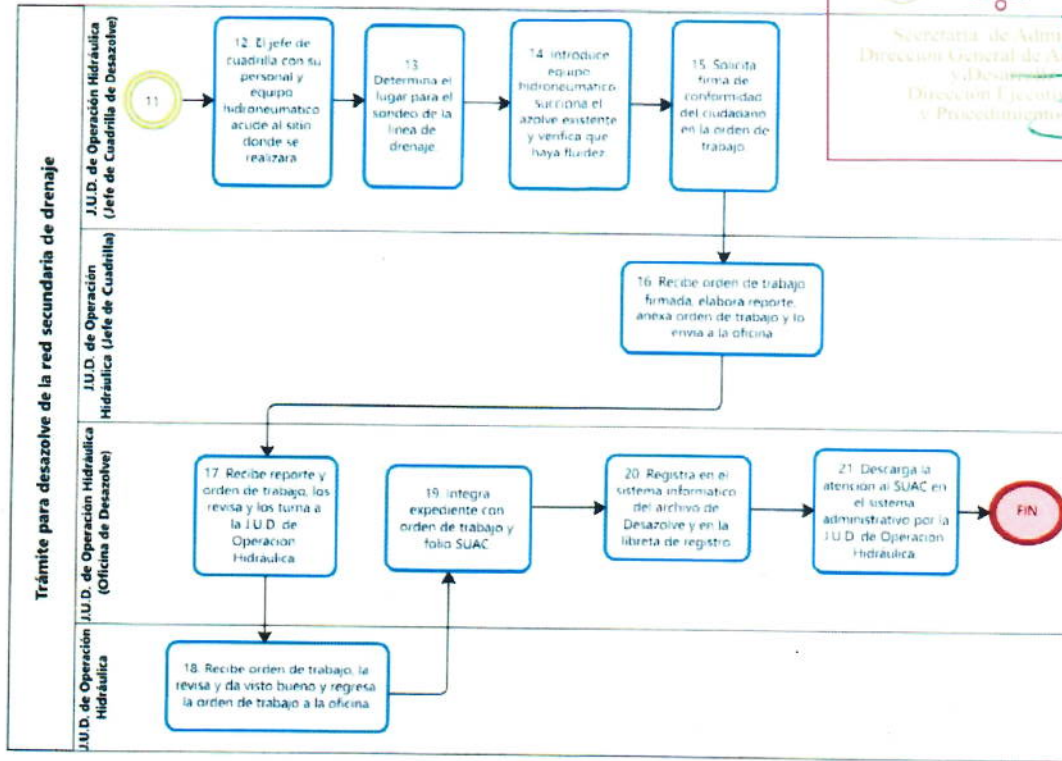 Trámite para desazolve de la red secundaria de drenaje
J.U.D. de Operación Hidráulica
(Jefe de Cuadrilla de Desazolve)
11
12. El jefe de
cuadrilla con su
personal y
equipo
hidroneumatico
acude al sitio
donde se
realizara
13.
Determina el
lugar para el
sondeo de la
linea de
drenaje
14. Introduce
equipo
hidroneumatico,
succiona el
azolve existente
y verifica que
haya fluidez
15. Solicita
firma de
conformidad
del ciudadano
en la orden de
trabajo
J.U.D. de Operación
Hidráulica (Jefe de Cuadrilla)
16. Recibe orden de trabajo
firmada, elabora reporte,
anexa orden de trabajo y lo
envia a la oficina
J.U.D. de Operación Hidráulica
(Oficina de Desazolve)
17. Recibe reporte y
orden de trabajo, los
revisa y los turna a
la J.U.D. de
Operación
Hidráulica
19. Integra
expediente con
orden de trabajo y
folio SUAC
20. Registra en el
sistema informatico
del archivo de
Desazolve y en la
libreta de registro
21. Descarga la
atención al SUAC en
el sistema
administrativo por la
J.U.D. de Operación
Hidráulica
FIN
J.U.D. de Operación
Hidráulica
18. Recibe orden de trabajo, la
revisa y da visto bueno y regresa
la orden de trabajo a la oficina
Secretaría de Admi
Dirección General de A
y Desarr
Dirección Ejecuti
y Procedimiento